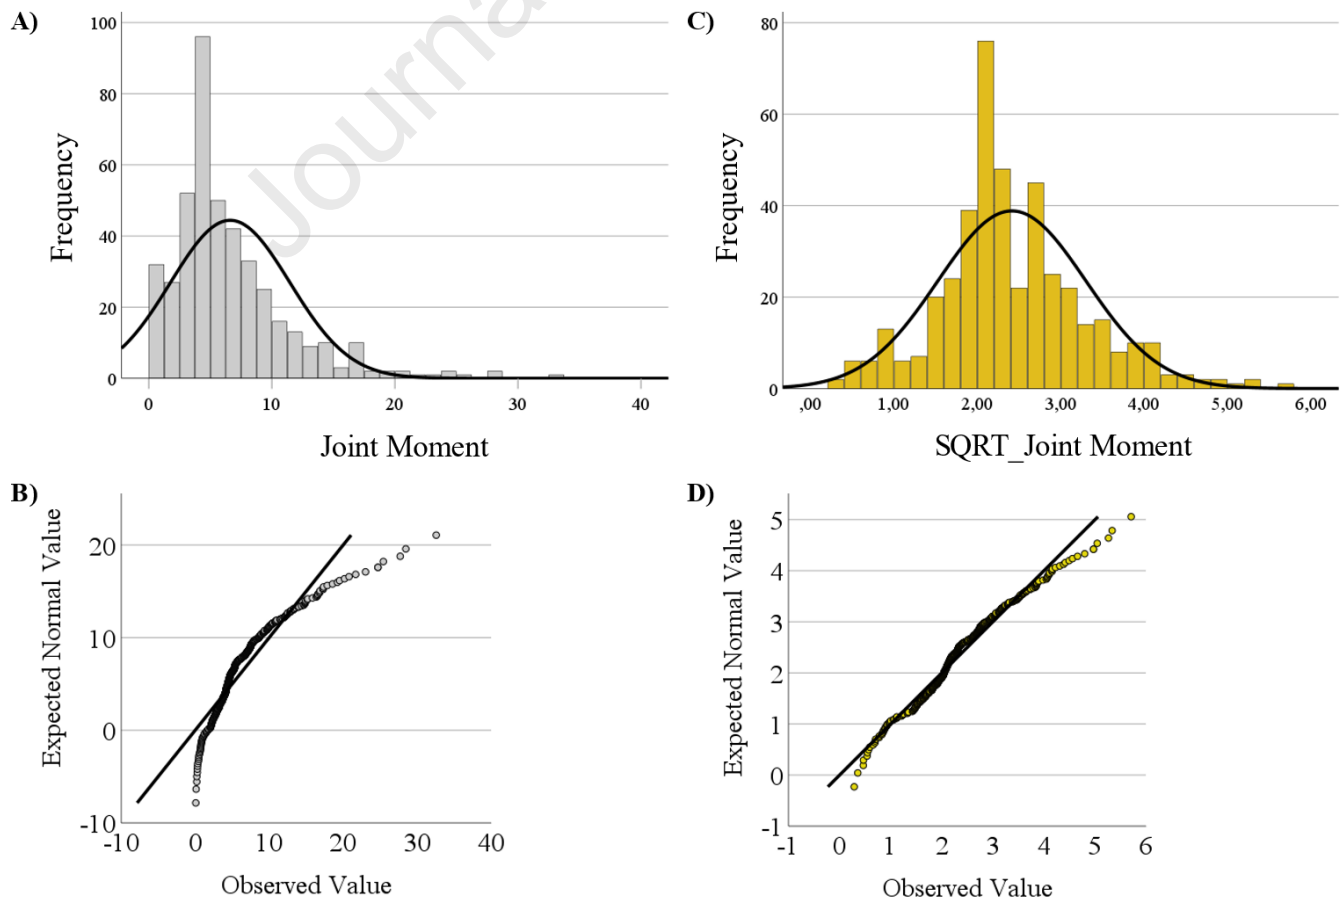 A)
100
80
60
40
20
0
Frequency
0 10 20 30 40
Joint Moment
Journa
C)
80
60
40
20
0
Frequency
,00 1,00 2,00 3,00 4,00 5,00 6,00
SQRT_Joint Moment
B)
20
10
0
-10
Expected Normal Value
-10 0 10 20 30 40
Observed Value
D)
5
4
3
2
1
0
-1
Expected Normal Value
-1 0 1 2 3 4 5 6
Observed Value